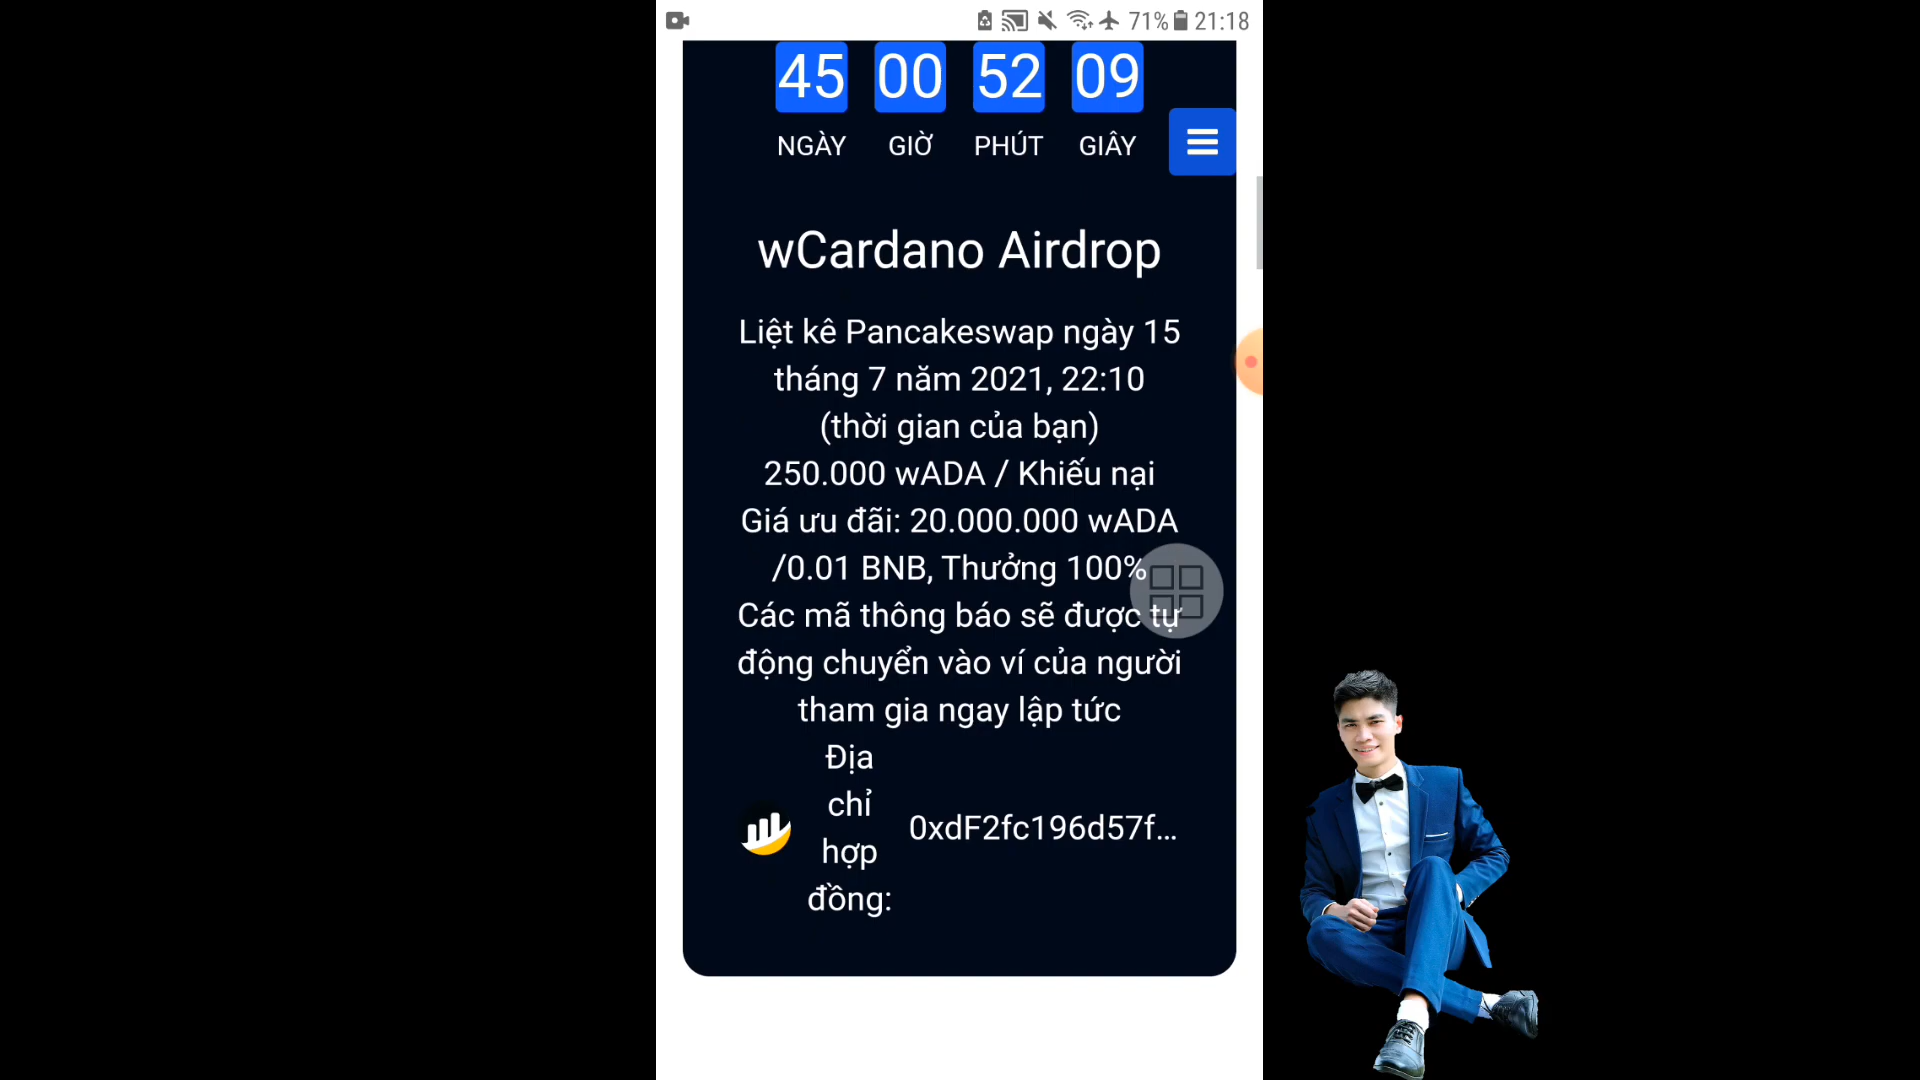 71% 21:18
45 00 52 09
NGÀY GIỜ PHÚT GIÂY
wCardano Airdrop
Liệt kê Pancakeswap ngày 15
tháng 7 năm 2021, 22:10
(thời gian của bạn)
250.000 wADA / Khiếu nại
Giá ưu đãi: 20.000.000 wADA
/0.01 BNB, Thưởng 100%
Các mã thông báo sẽ được tự
động chuyển vào ví của người
tham gia ngay lập tức
Địa
chỉ
hợp
đồng:
0xdF2fc196d57f...